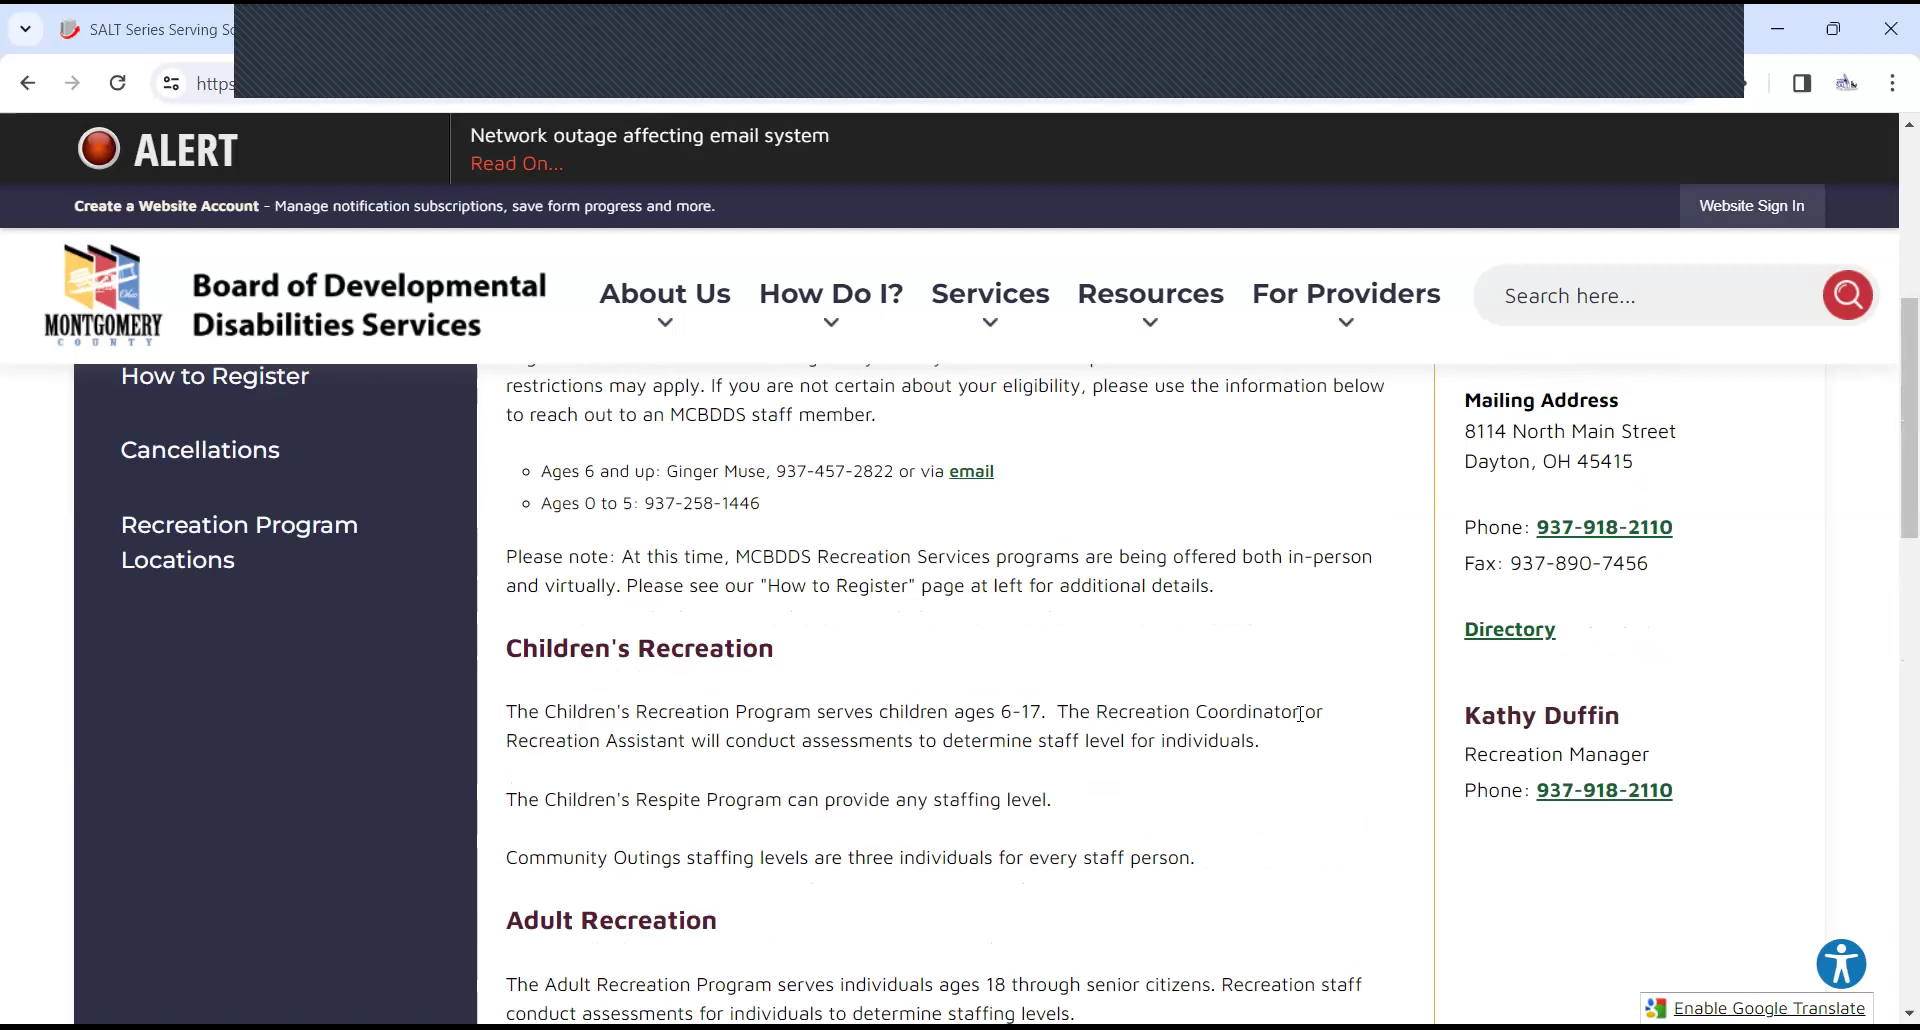 SALT Series Serving Sc
https
ALERT
Network outage affecting email system
Read On...
Create a Website Account - Manage notification subscriptions, save form progress and more.
Website Sign In
Ohio
MONTGOMERY
COUNTY
Board of Developmental
Disabilities Services
About Us
How Do I?
Services
Resources
For Providers
Search here...
How to Register
Cancellations
Recreation Program
Locations
restrictions may apply. If you are not certain about your eligibility, please use the information below
to reach out to an MCBDDS staff member.
Ages 6 and up: Ginger Muse, 937-457-2822 or via email
Ages 0 to 5: 937-258-1446
Please note: At this time, MCBDDS Recreation Services programs are being offered both in-person
and virtually. Please see our "How to Register" page at left for additional details.
Children's Recreation
The Children's Recreation Program serves children ages 6-17.  The Recreation Coordinator or
Recreation Assistant will conduct assessments to determine staff level for individuals.
The Children's Respite Program can provide any staffing level.
Community Outings staffing levels are three individuals for every staff person.
Adult Recreation
The Adult Recreation Program serves individuals ages 18 through senior citizens. Recreation staff
conduct assessments for individuals to determine staffing levels.
Mailing Address
8114 North Main Street
Dayton, OH 45415
Phone: 937-918-2110
Fax: 937-890-7456
Directory
Kathy Duffin
Recreation Manager
Phone: 937-918-2110
Enable Google Translate